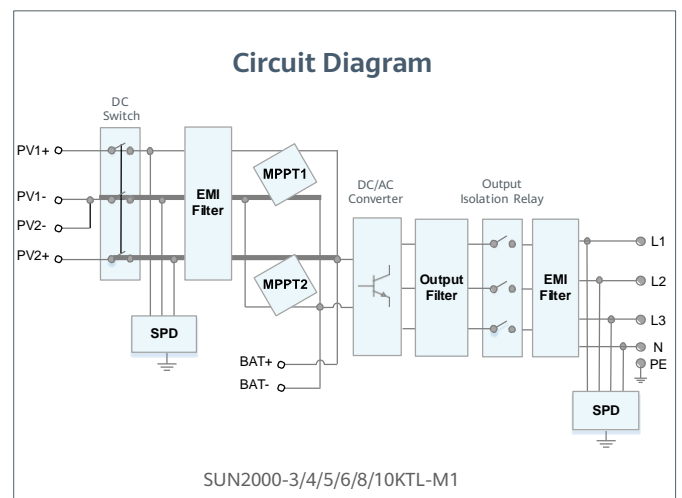 Circuit Diagram
DC
Switch
PV1+
PV1-
PV2-
PV2+
EMI
Filter
MPPT1
MPPT2
SPD
BAT+
BAT-
DC/AC
Converter
Output
Filter
Output
Isolation Relay
EMI
Filter
L1
L2
L3
N
PE
SPD
SUN2000-3/4/5/6/8/10KTL-M1